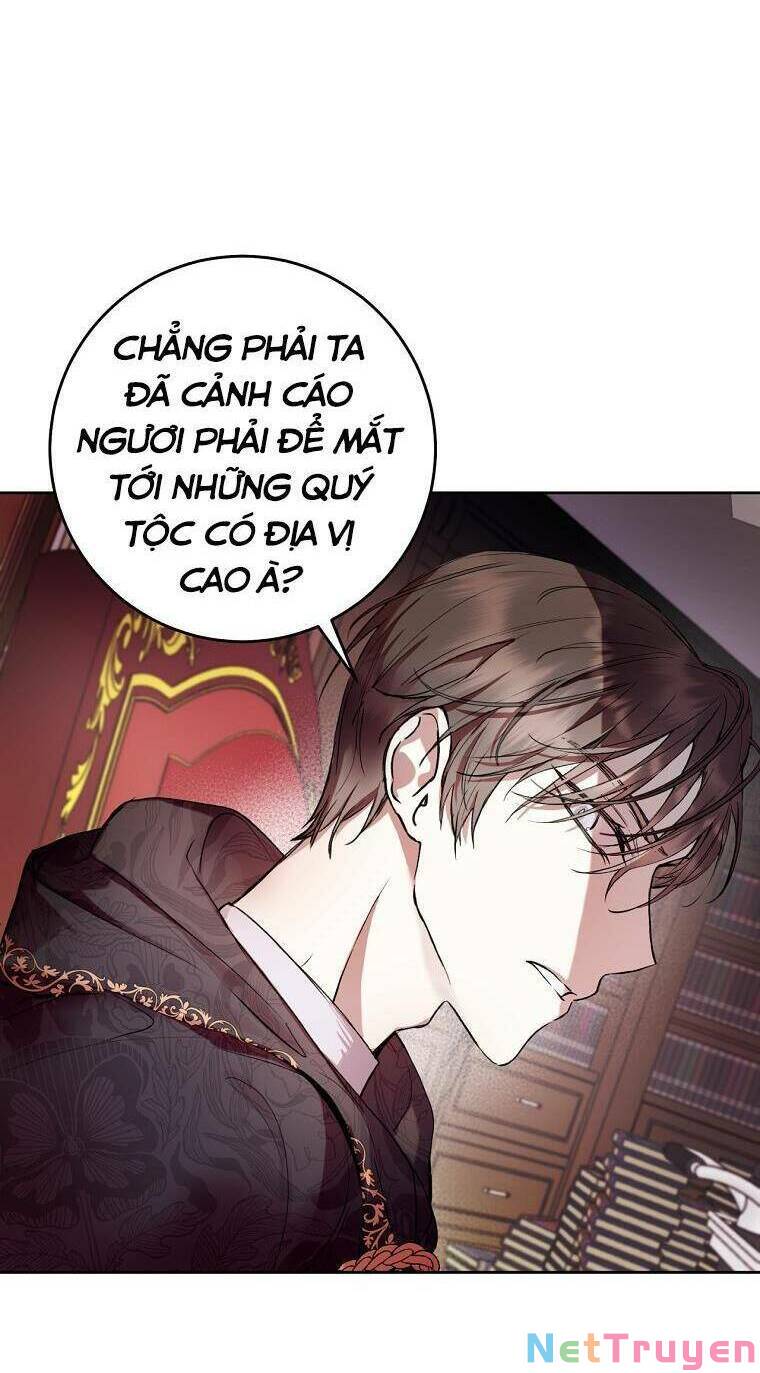 CHẲNG PHẢI TA
ĐÃ CẢNH CÁO
NGƯƠI PHẢI ĐỂ MẮT
TỚI NHỮNG QUÝ
TỘC CÓ ĐỊA VỊ
CAO À?
NetTruyen